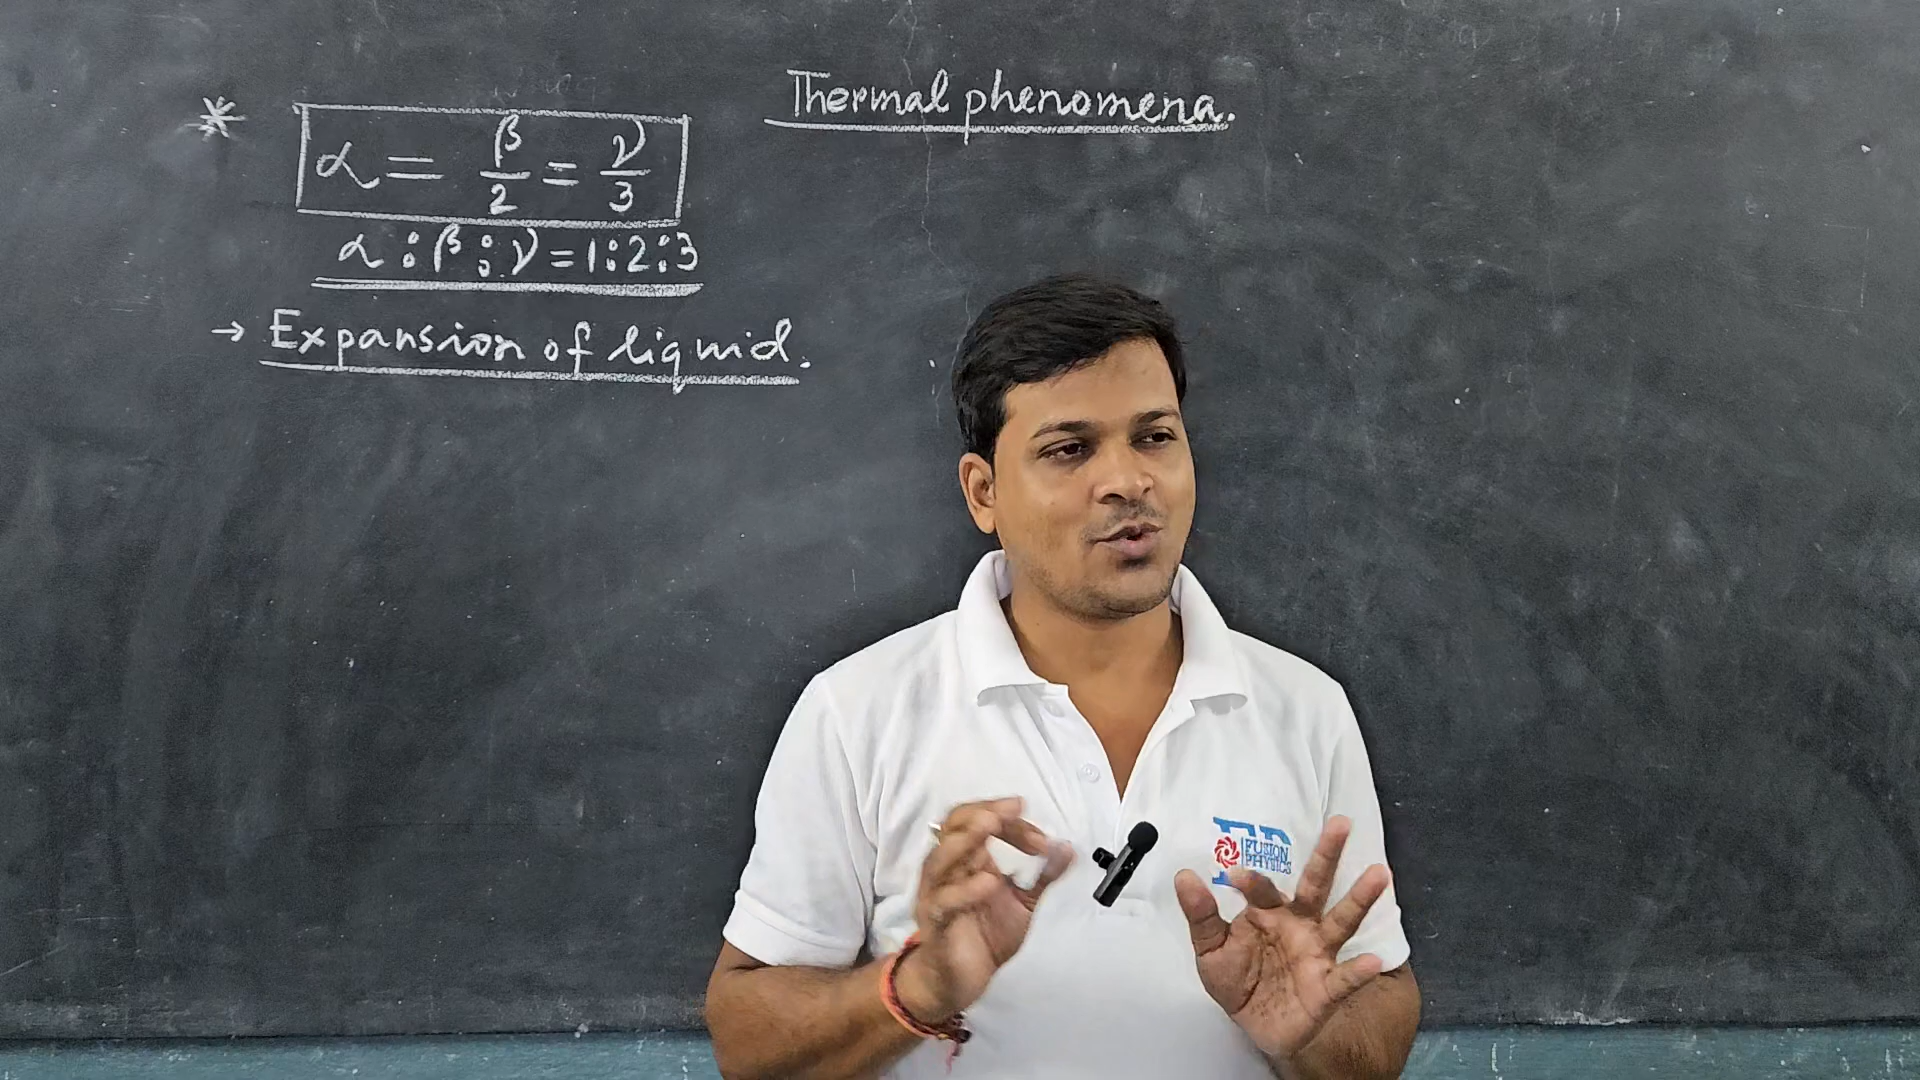 Thermal phenomena.
* α = β/2 = γ/3
α : β : γ = 1:2:3
→ Expansion of liquid.
FUSION
PHYSICS